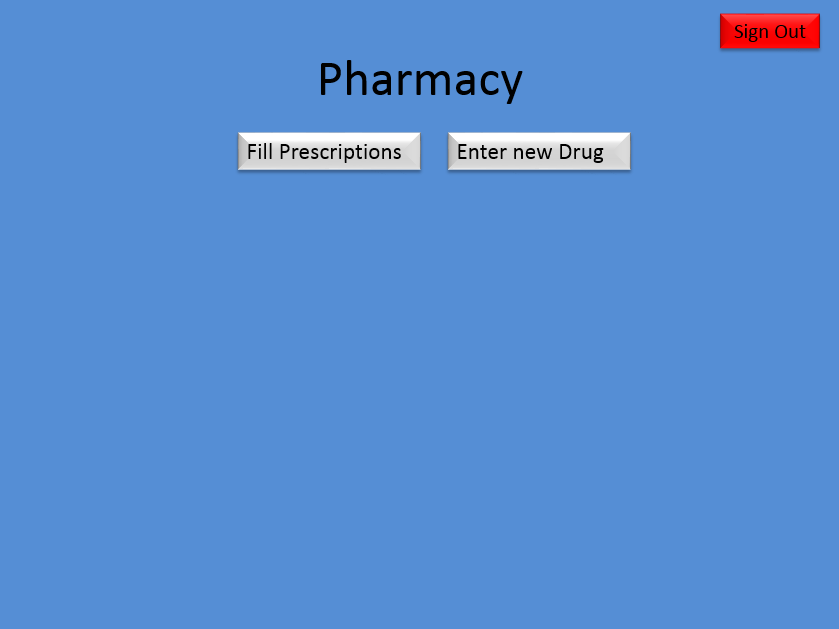 Sign Out
Pharmacy
Fill Prescriptions
Enter new Drug